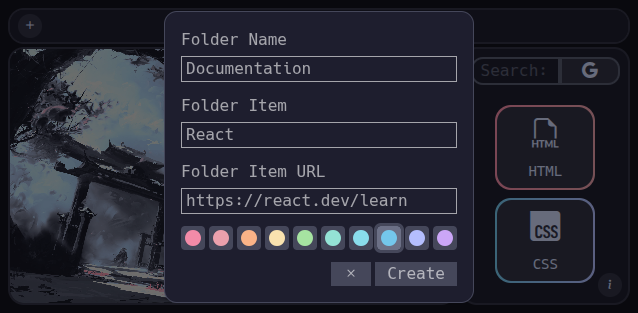 +
Folder Name
Documentation
Folder Item
React
Folder Item URL
https://react.dev/learn
× Create
Search:
G
HTML
HTML
CSS
CSS
i